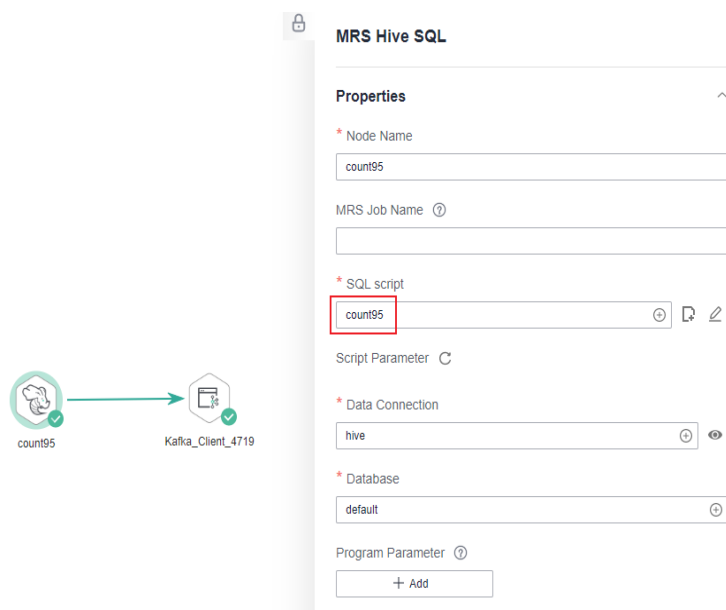 MRS Hive SQL
Properties
* Node Name
count95
MRS Job Name ?
* SQL script
count95
Script Parameter
* Data Connection
hive
* Database
default
Program Parameter ?
+ Add
count95
Kafka_Client_4719